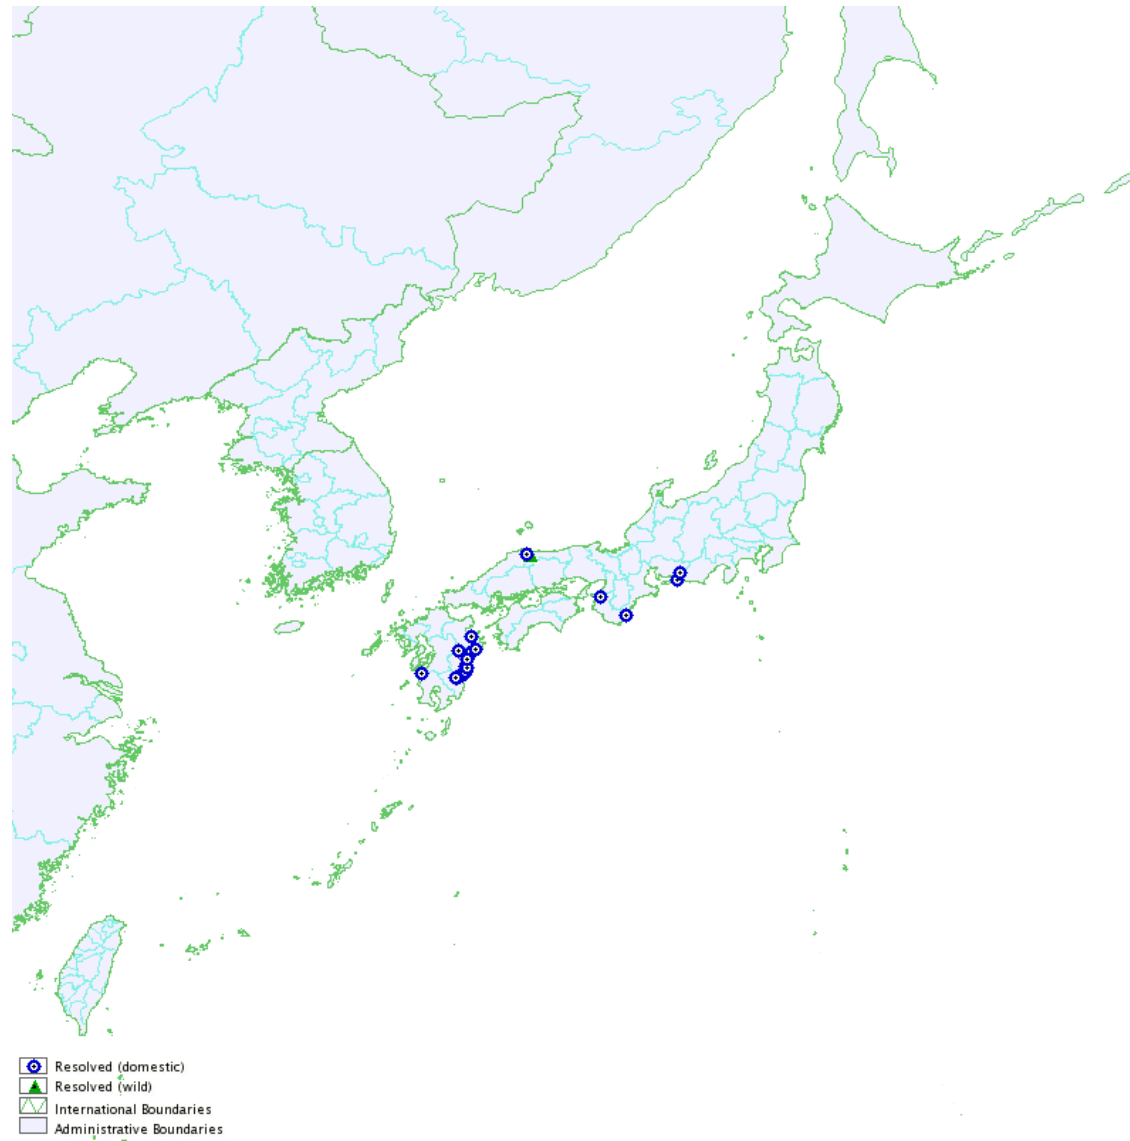 Resolved (domestic)
Resolved (wild)
International Boundaries
Administrative Boundaries